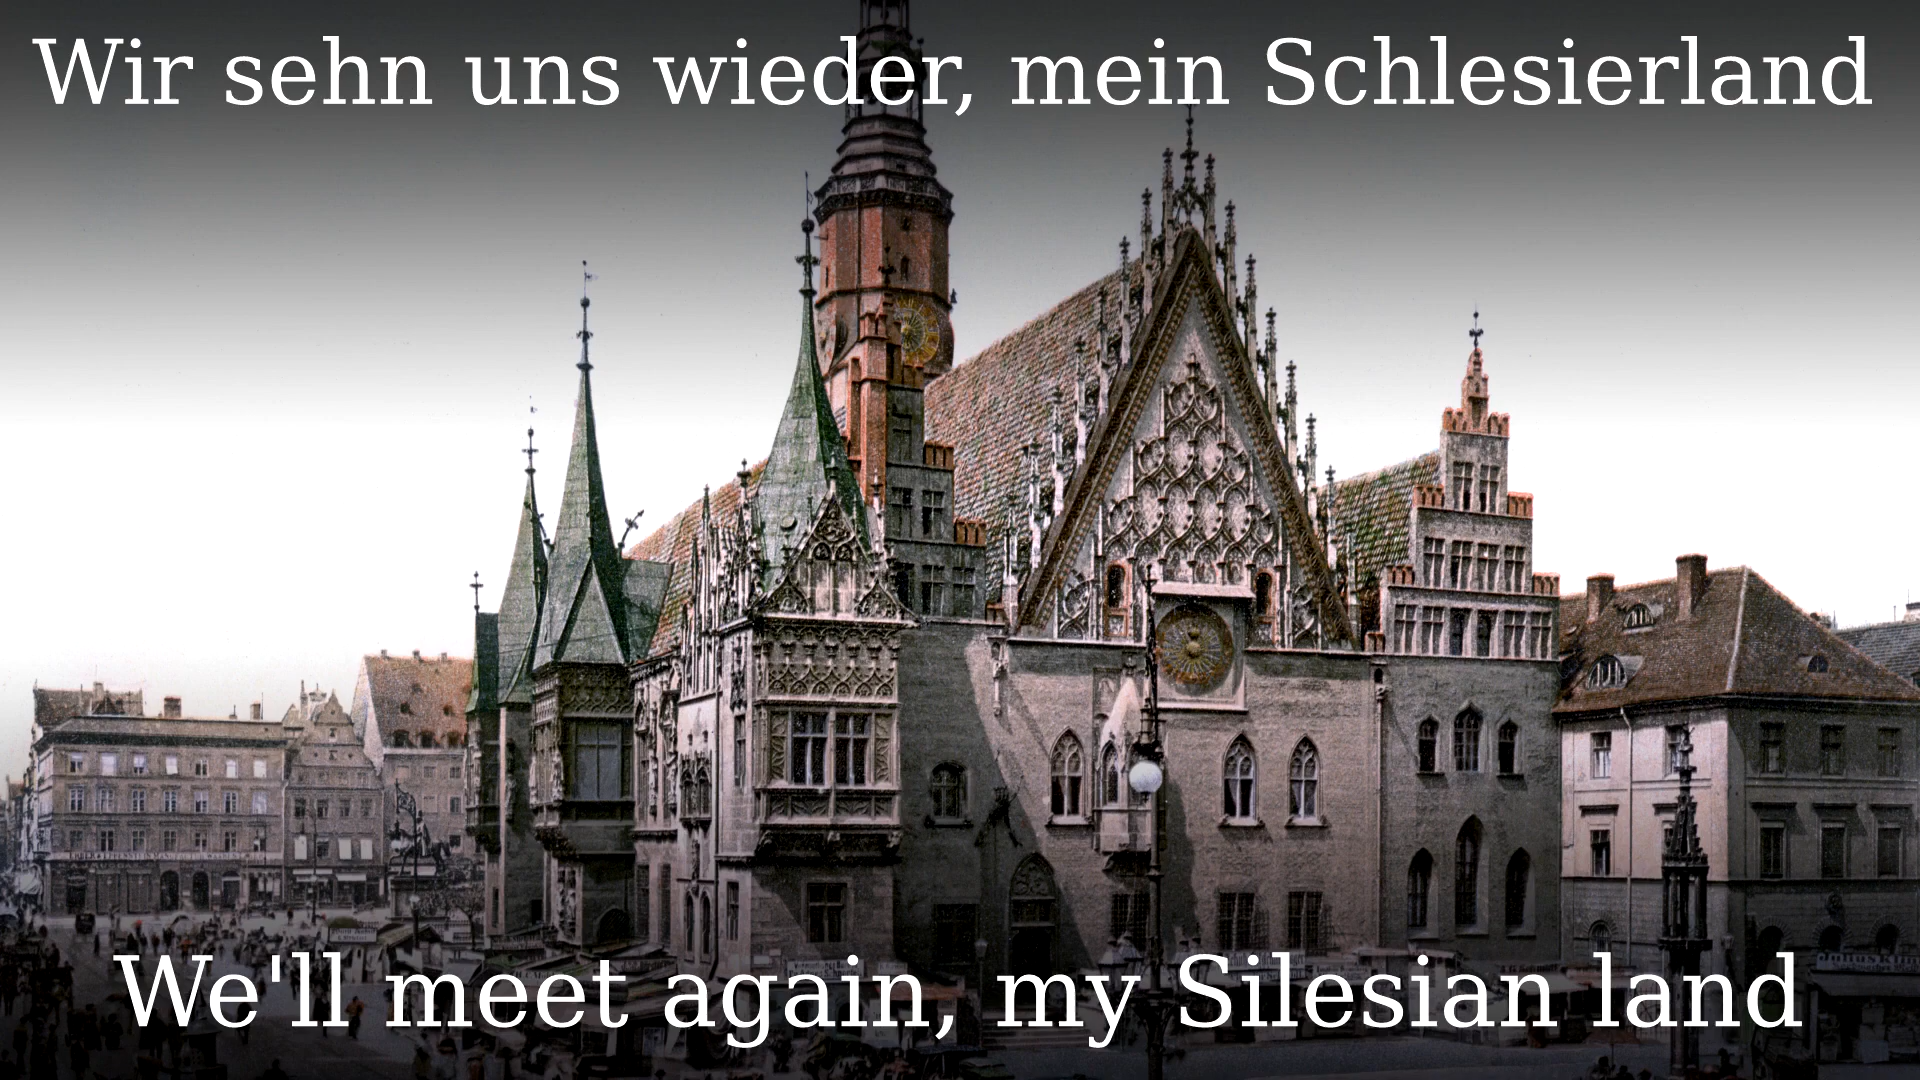 Wir sehn uns wieder, mein Schlesierland
We'll meet again, my Silesian land